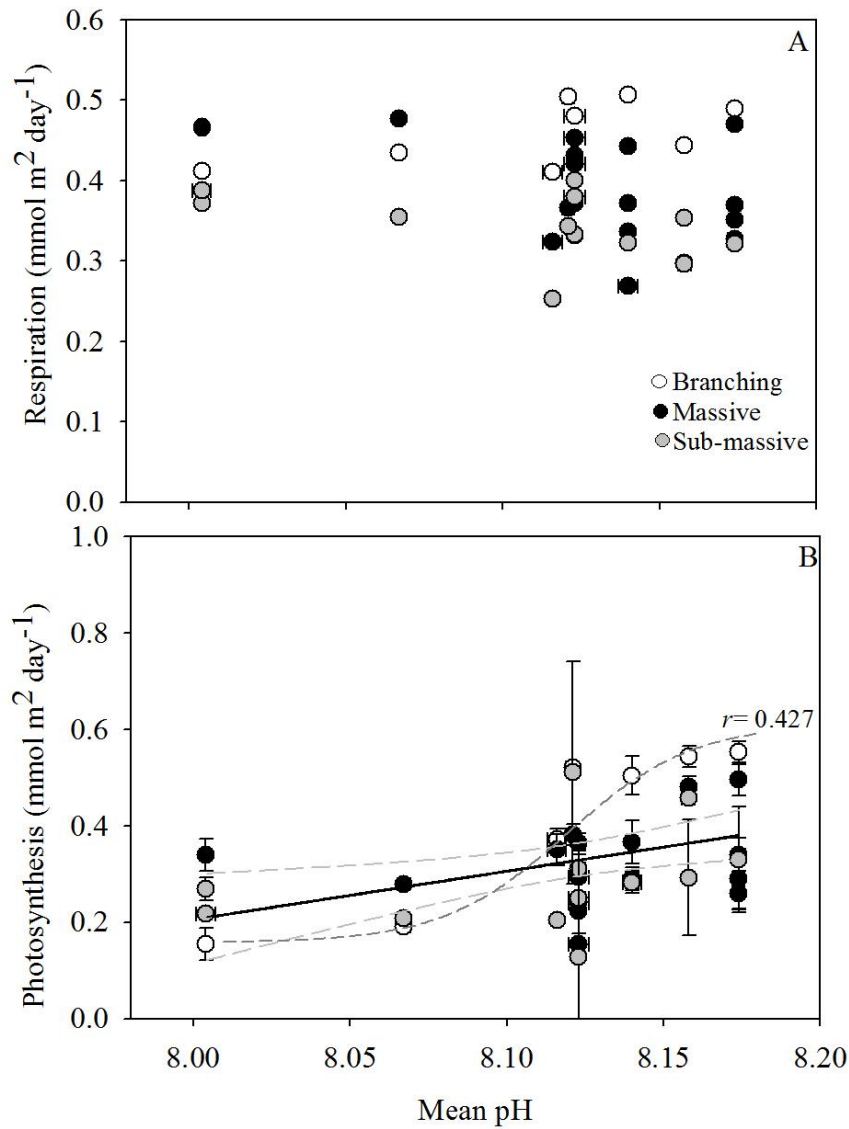 A
0.6
0.5
0.4
0.3
0.2
0.1
0.0
Respiration (mmol m2 day-1)
Branching
Massive
Sub-massive
B
1.0
0.8
0.6
0.4
0.2
0.0
Photosynthesis (mmol m2 day-1)
r= 0.427
8.00 8.05 8.10 8.15 8.20
Mean pH